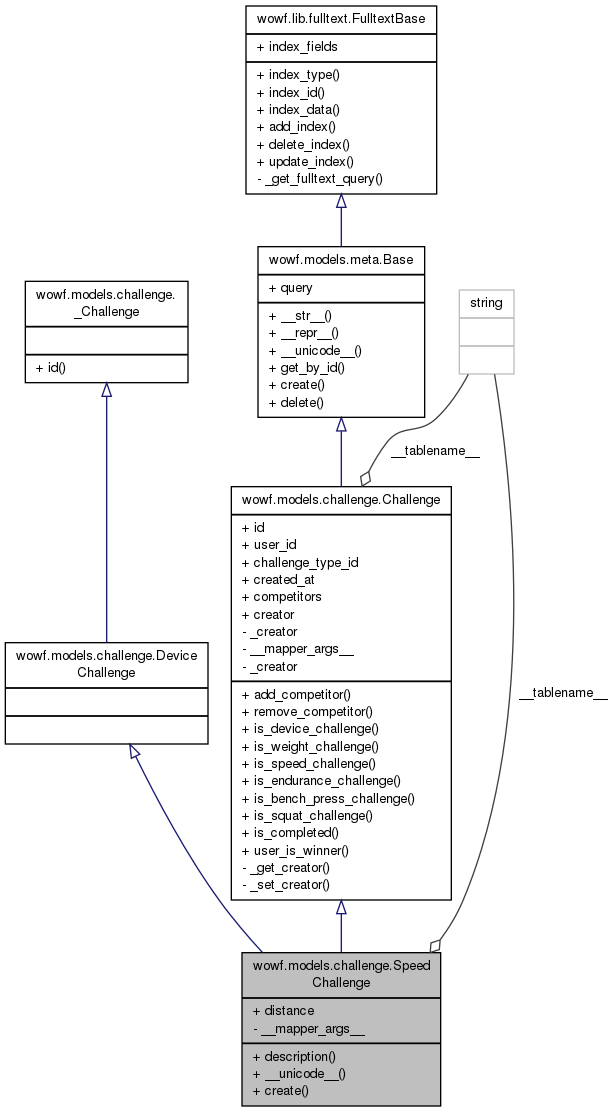 wowf.lib.fulltext.FulltextBase
+ index_fields
+ index_type()
+ index_id()
+ index_data()
+ add_index()
+ delete_index()
+ update_index()
- _get_fulltext_query()
wowf.models.meta.Base
+ query
+ __str__()
+ __repr__()
+ __unicode__()
+ get_by_id()
+ create()
+ delete()
wowf.models.challenge.
_Challenge
+ id()
string
__tablename__
wowf.models.challenge.Challenge
+ id
+ user_id
+ challenge_type_id
+ created_at
+ competitors
+ creator
- _creator
- __mapper_args__
- _creator
+ add_competitor()
+ remove_competitor()
+ is_device_challenge()
+ is_weight_challenge()
+ is_speed_challenge()
+ is_endurance_challenge()
+ is_bench_press_challenge()
+ is_squat_challenge()
+ is_completed()
+ user_is_winner()
- _get_creator()
- _set_creator()
wowf.models.challenge.Device
Challenge
__tablename__
wowf.models.challenge.Speed
Challenge
+ distance
- __mapper_args__
+ description()
+ __unicode__()
+ create()